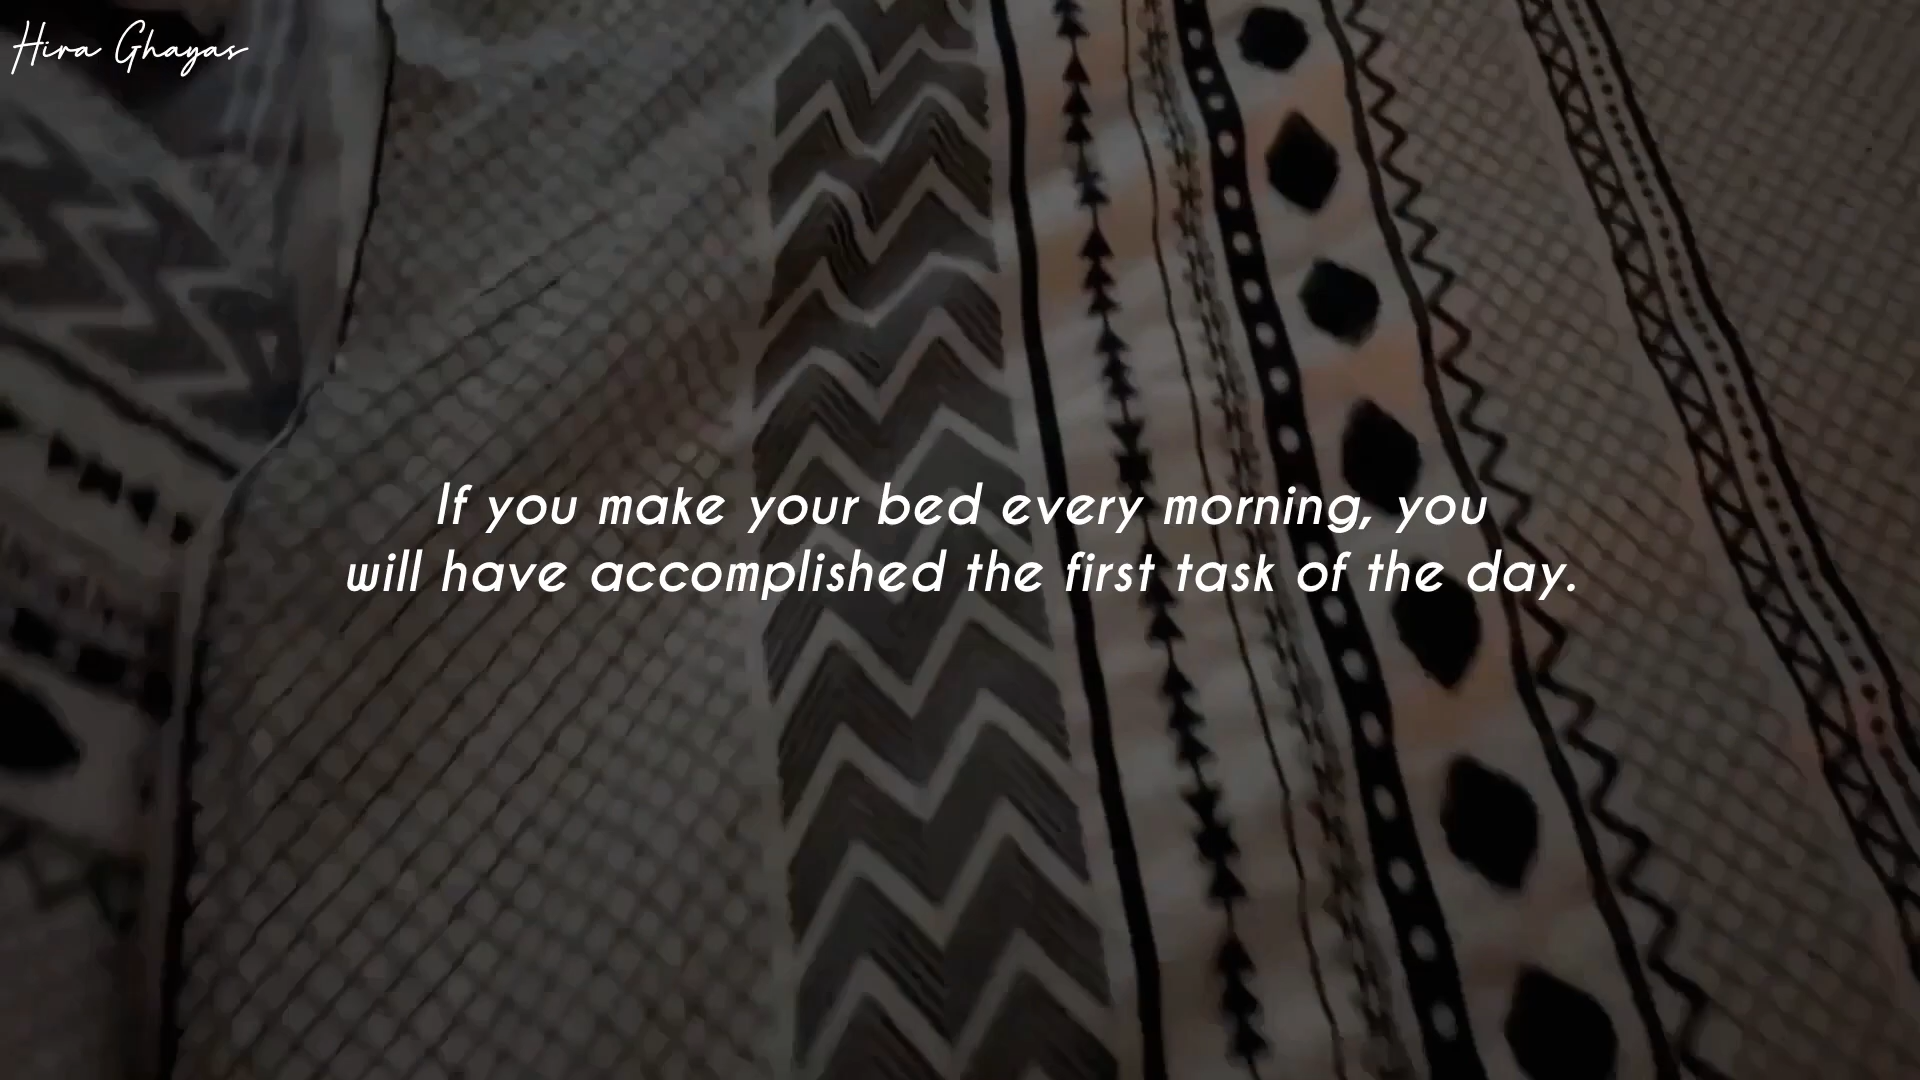 Hira Ghayas
If you make your bed every morning, you
will have accomplished the first task of the day.